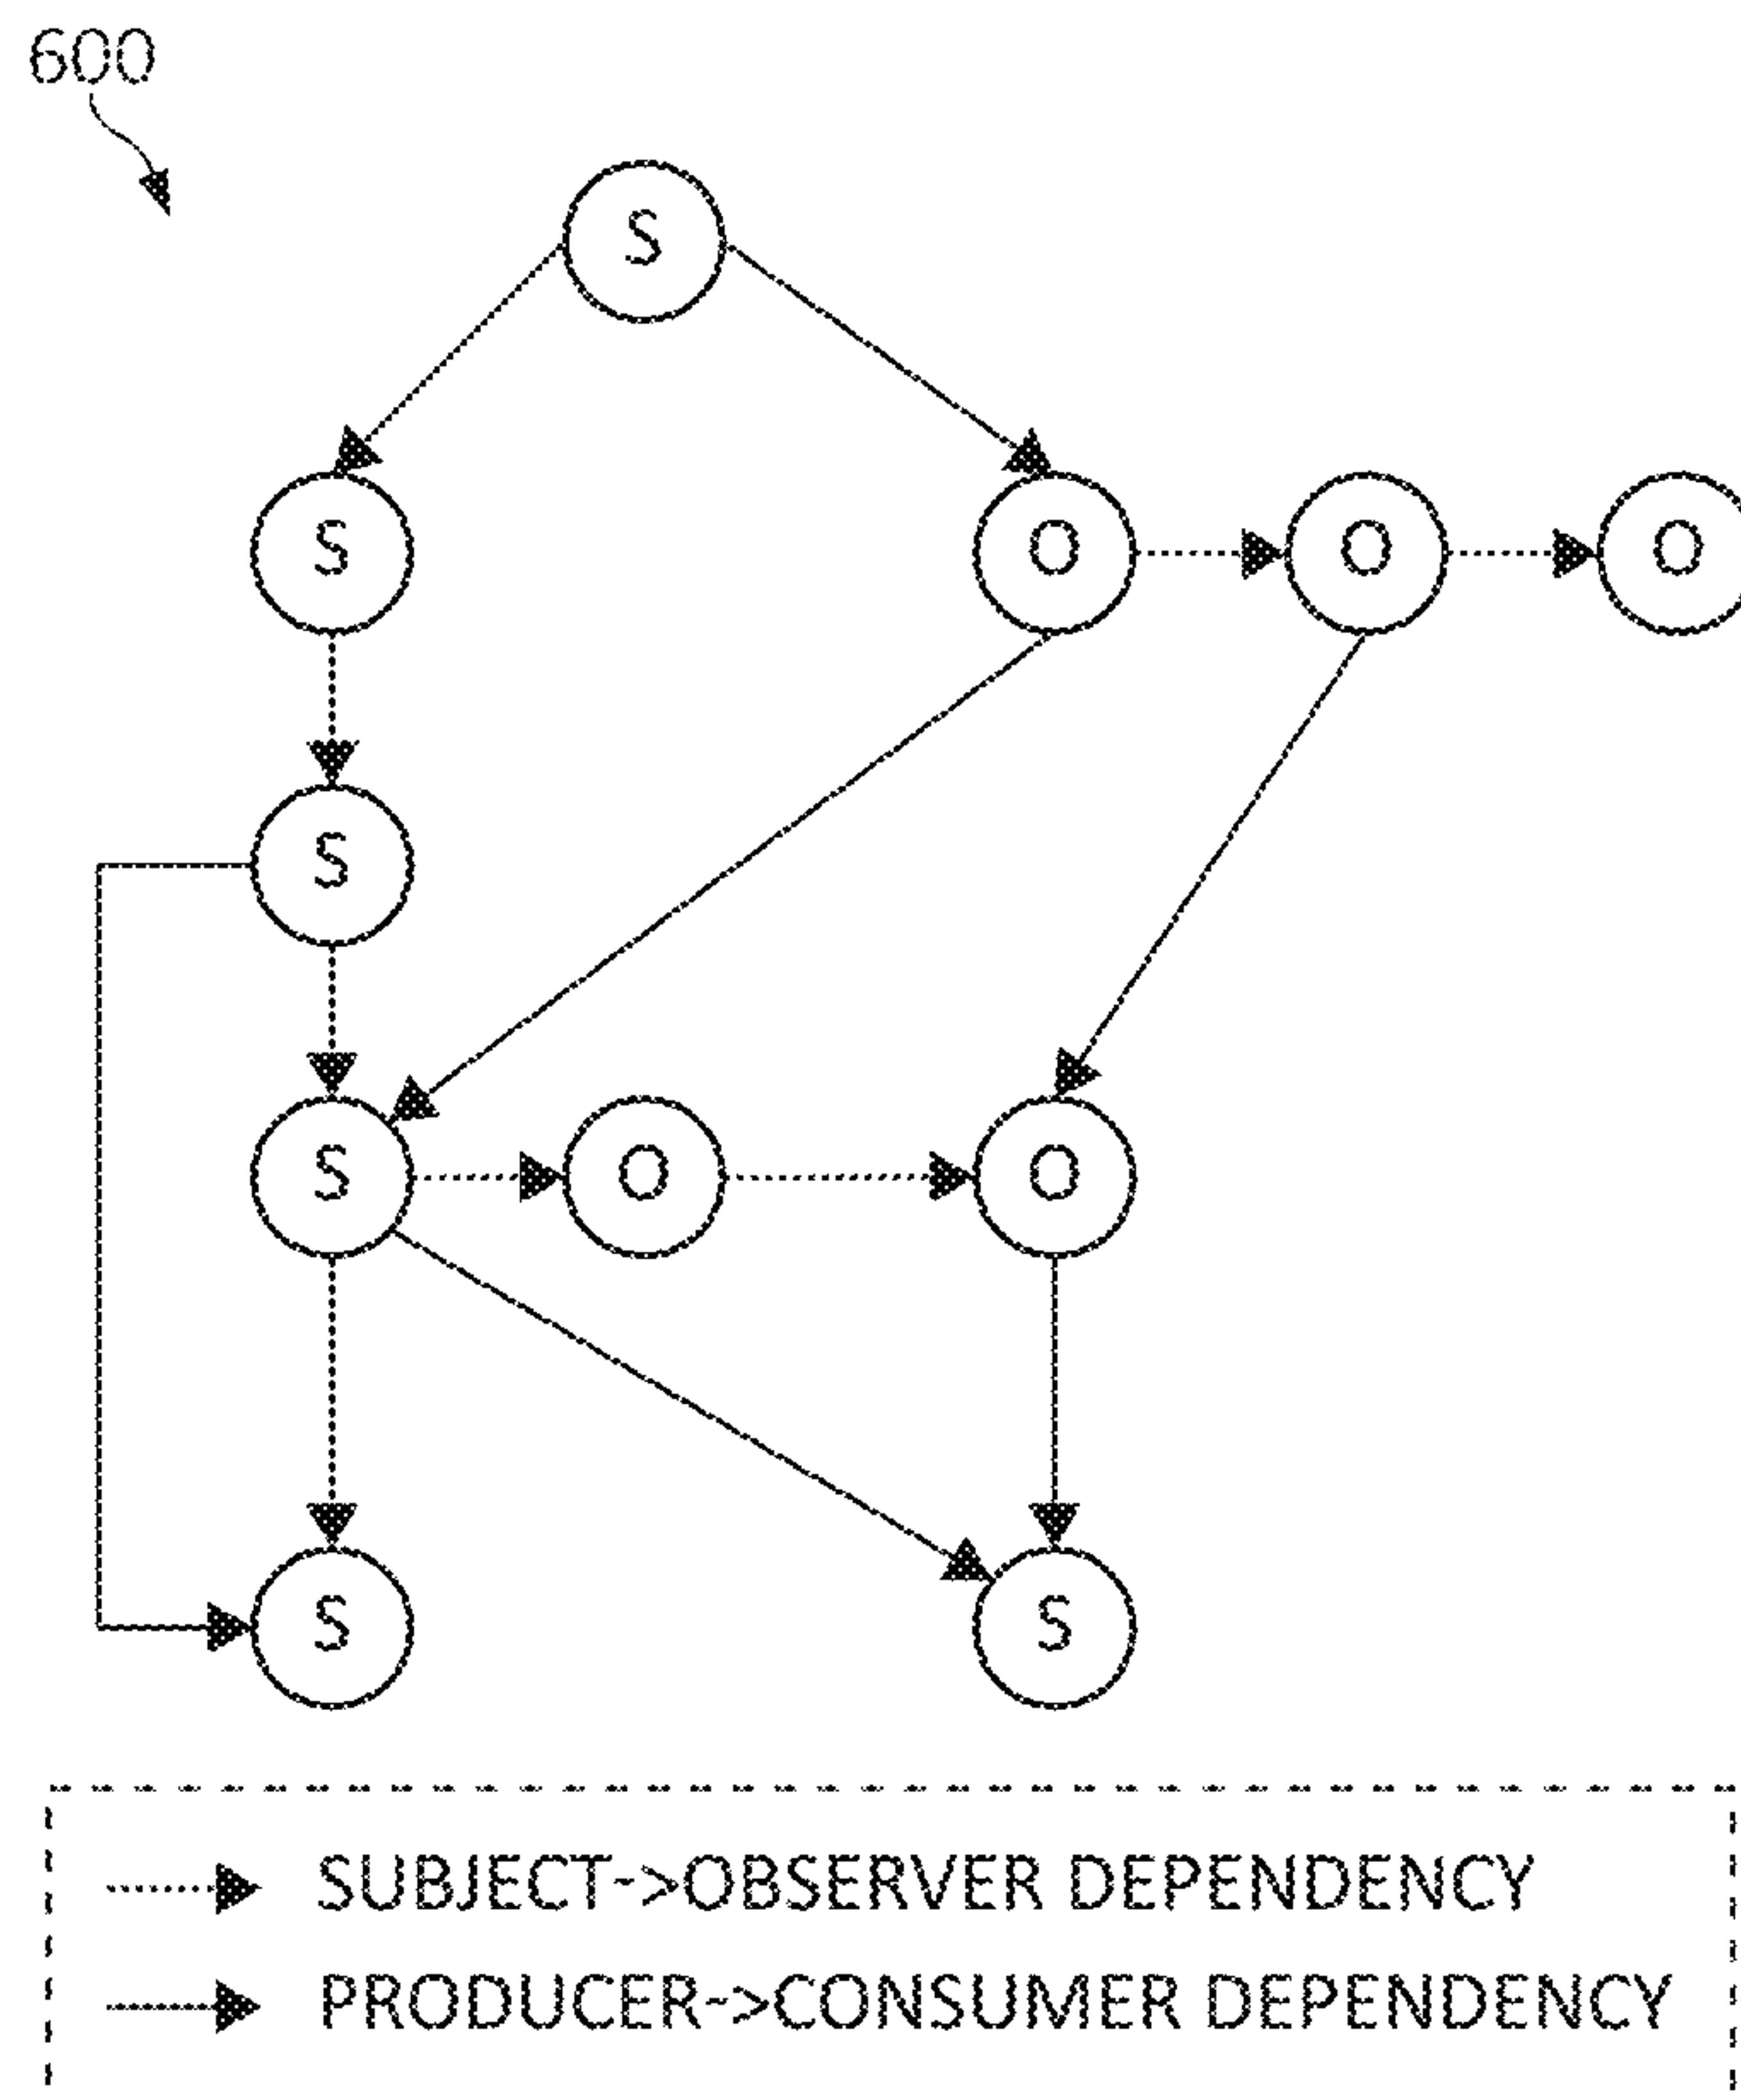 600
S
S O O O
S
S O O
S S
SUBJECT->OBSERVER DEPENDENCY
PRODUCER->CONSUMER DEPENDENCY